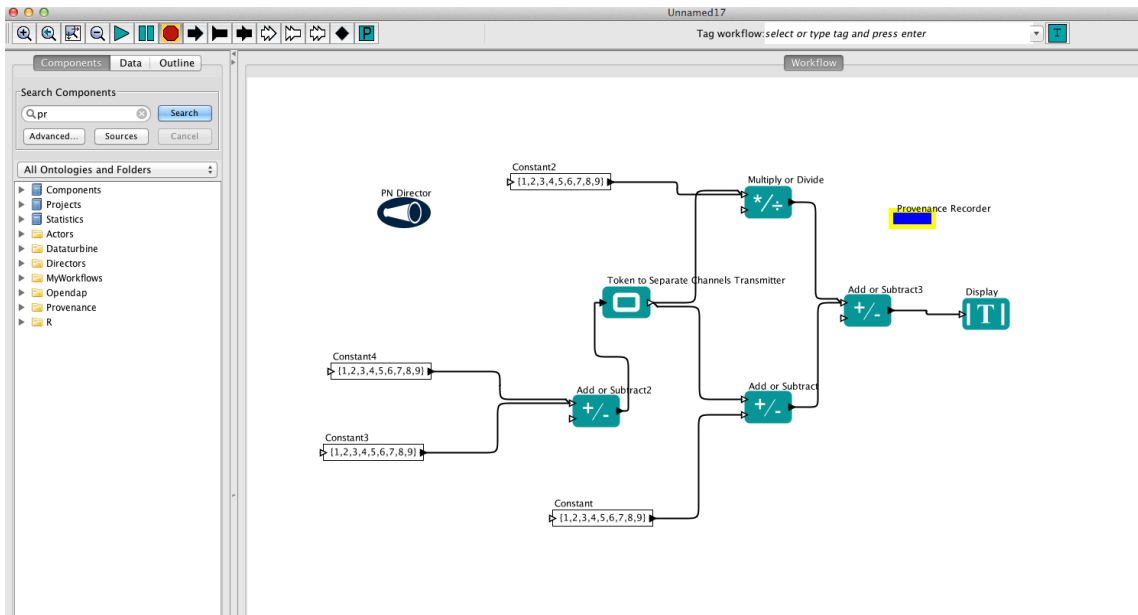 Unnamed17
P
Tag workflow: select or type tag and press enter
T
Components Data Outline
Workflow
Search Components
pr
Search
Advanced... Sources Cancel
All Ontologies and Folders
Components
Projects
Statistics
Actors
Dataturbine
Directors
MyWorkflows
Opendap
Provenance
R
PN Director
Constant2
{1,2,3,4,5,6,7,8,9}
Multiply or Divide
*/÷
Provenance Recorder
Token to Separate Channels Transmitter
Add or Subtract3
+/-
Display
T
Constant4
{1,2,3,4,5,6,7,8,9}
Add or Subtract2
+/-
Add or Subtract
+/-
Constant3
{1,2,3,4,5,6,7,8,9}
Constant
{1,2,3,4,5,6,7,8,9}